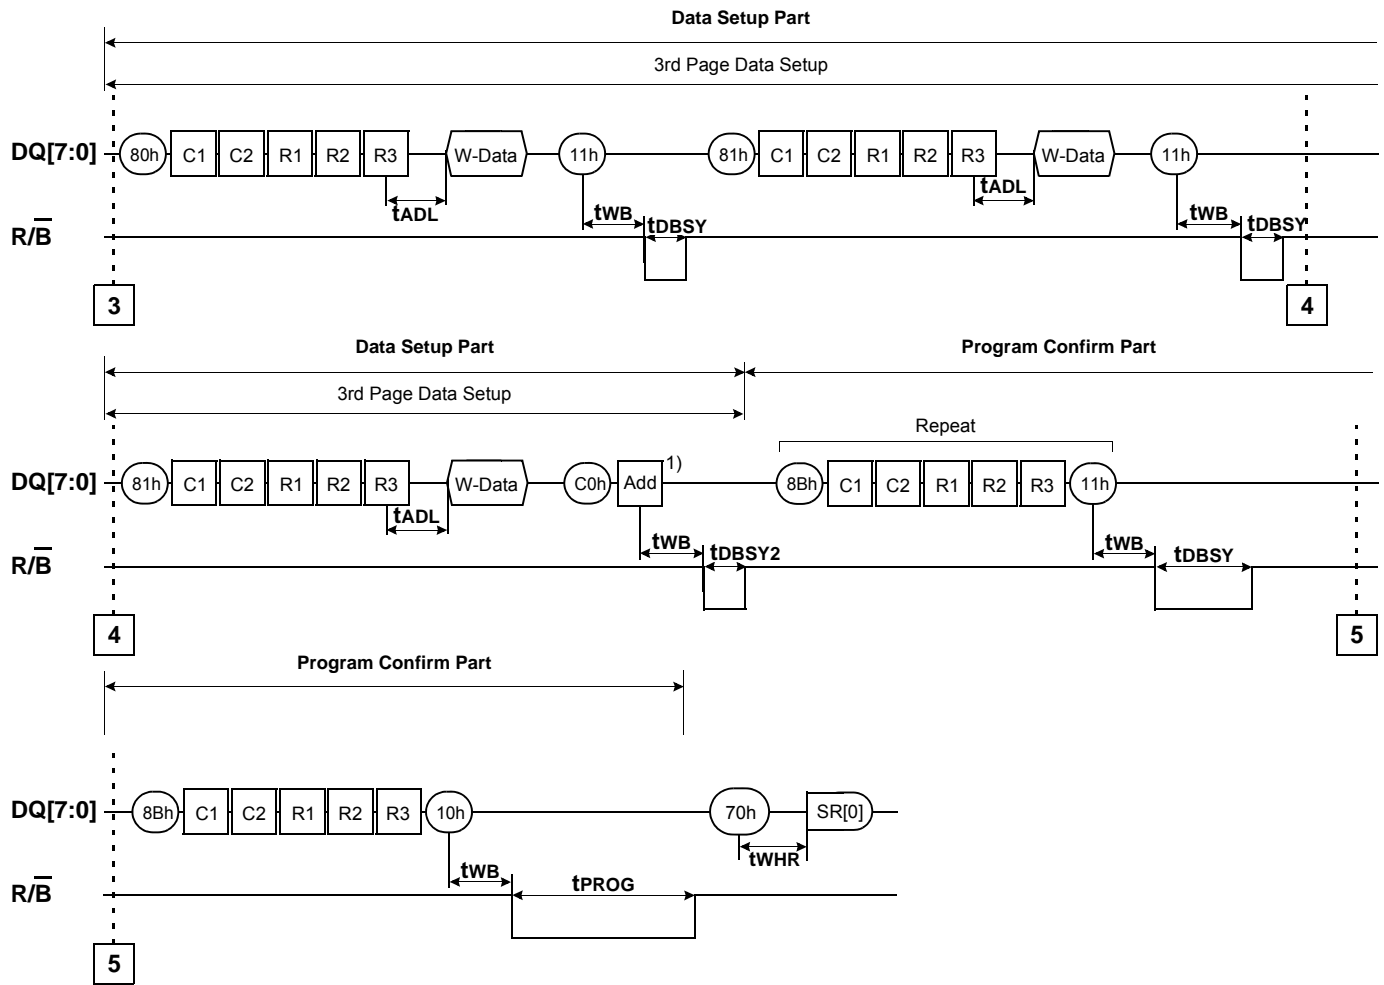 Data Setup Part
3rd Page Data Setup
DQ[7:0] 80h C1 C2 R1 R2 R3 W-Data 11h 81h C1 C2 R1 R2 R3 W-Data 11h
tADL tADL
tWB tDBSY tWB tDBSY
R/B̅
3 4
Data Setup Part Program Confirm Part
3rd Page Data Setup
Repeat
DQ[7:0] 81h C1 C2 R1 R2 R3 W-Data C0h Add 1) 8Bh C1 C2 R1 R2 R3 11h
tADL
tWB tDBSY2 tWB tDBSY
R/B̅
4 5
Program Confirm Part
DQ[7:0] 8Bh C1 C2 R1 R2 R3 10h 70h SR[0]
tWHR
tWB tPROG
R/B̅
5